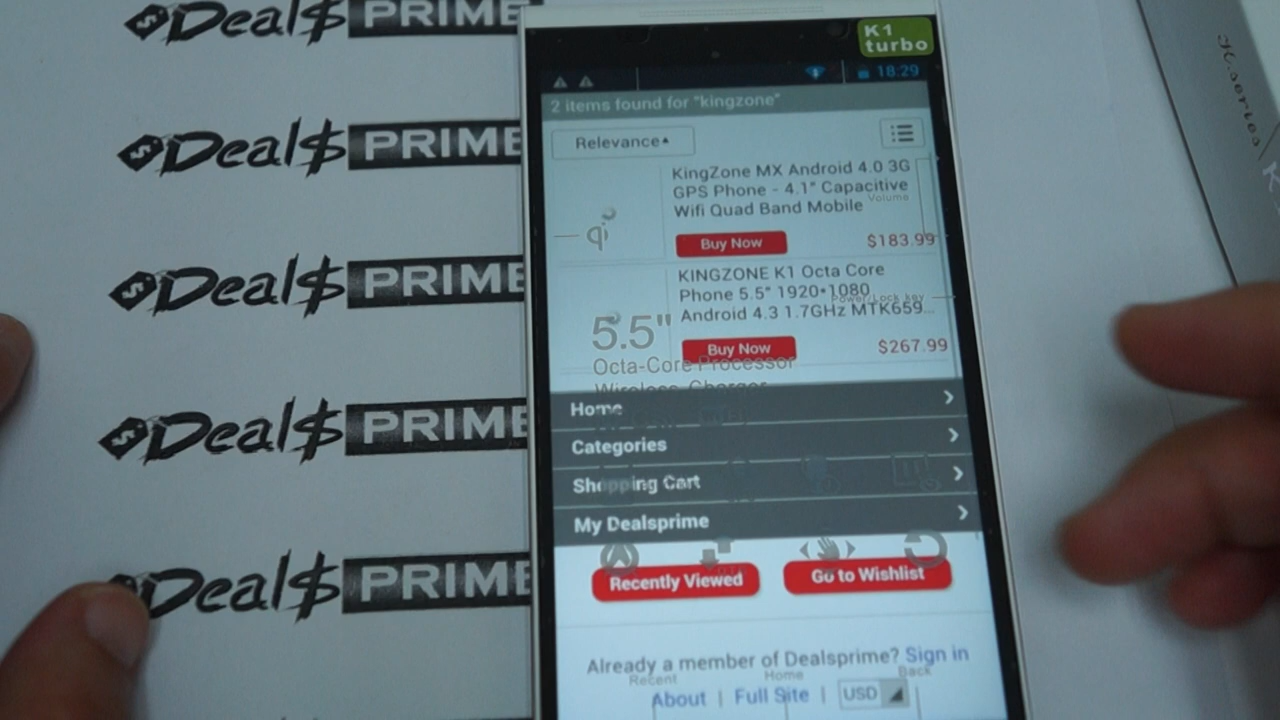 Deal$ PRIME
Deal$ PRIME
Deal$ PRIME
Deal$ PRIME
Deal$ PRIME
K1
turbo
18:29
2 items found for "kingzone"
Relevance
KingZone MX Android 4.0 3G
GPS Phone - 4.1" Capacitive
Wifi Quad Band Mobile
Volume
qi
Buy Now
$183.99
KINGZONE K1 Octa Core
Phone 5.5" 1920*1080
Power/Lock key
Android 4.3 1.7GHz MTK659...
5.5"
Buy Now
$267.99
Octa-Core Processor
Wireless Charger
Home
Categories
Shopping Cart
My Dealsprime
Recently Viewed
Go to Wishlist
Already a member of Dealsprime? Sign in
Recent
Home
Back
About | Full Site | USD
K-series